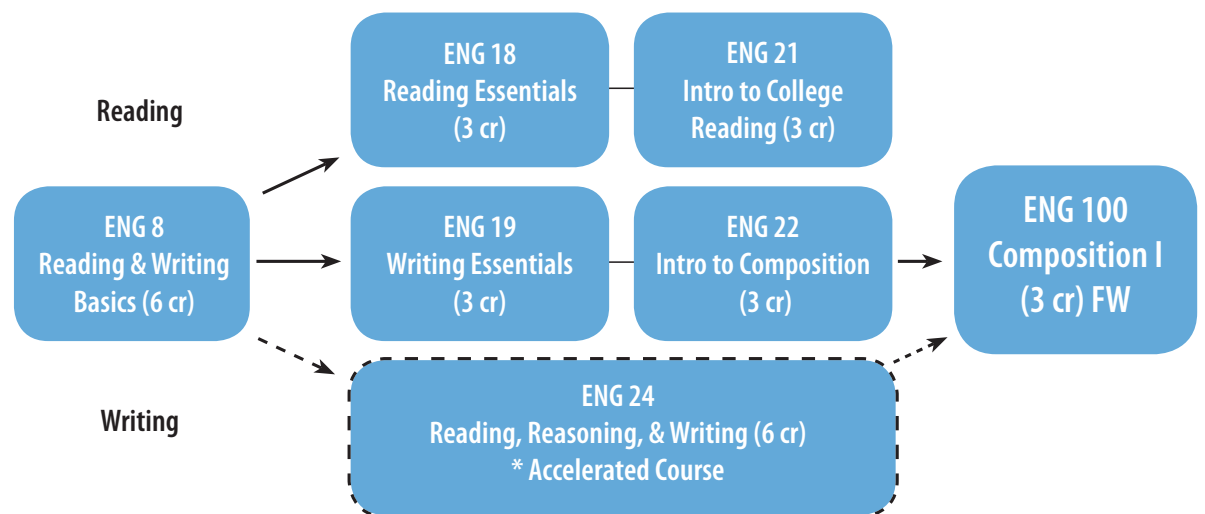 Reading
ENG 18
Reading Essentials
(3 cr)
ENG 21
Intro to College
Reading (3 cr)
ENG 8
Reading & Writing
Basics (6 cr)
ENG 19
Writing Essentials
(3 cr)
ENG 22
Intro to Composition
(3 cr)
ENG 100
Composition I
(3 cr) FW
Writing
ENG 24
Reading, Reasoning, & Writing (6 cr)
* Accelerated Course